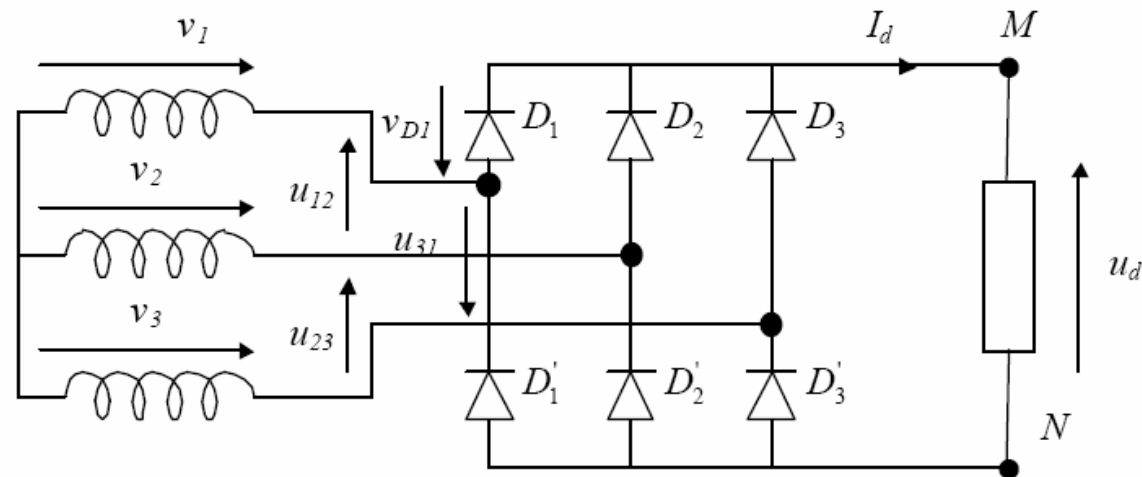 v1 Id M
vD1 D1 D2 D3
v2 u12
u31 ud
v3 u23
D'1 D'2 D'3 N